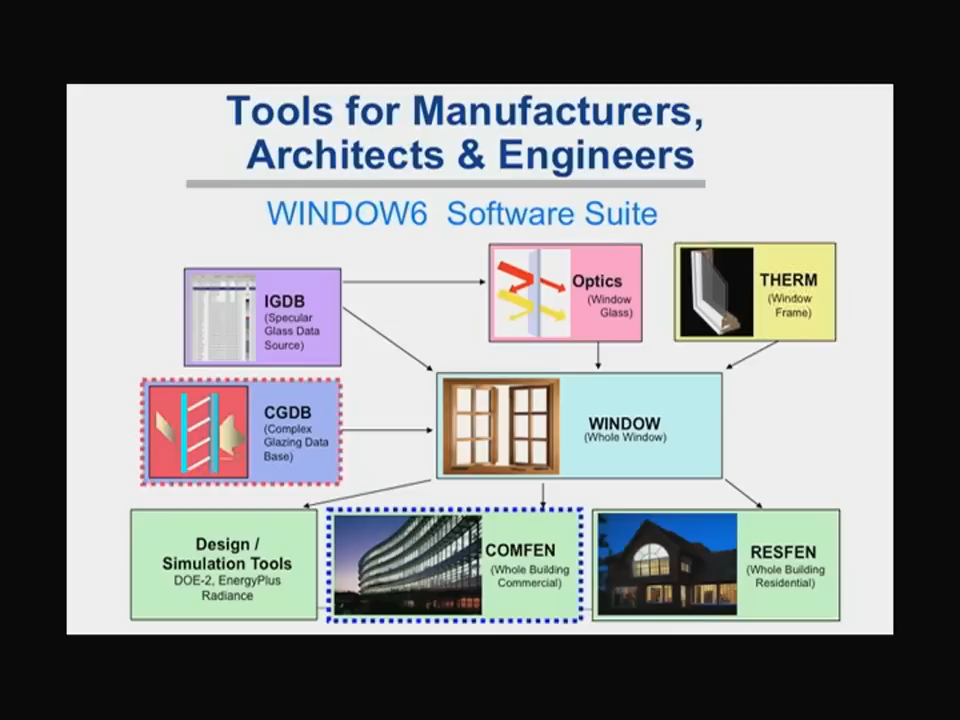 Tools for Manufacturers,
Architects & Engineers
WINDOW6 Software Suite
IGDB
(Specular
Glass Data
Source)
Optics
(Window
Glass)
THERM
(Window
Frame)
CGDB
(Complex
Glazing Data
Base)
WINDOW
(Whole Window)
Design /
Simulation Tools
DOE-2, EnergyPlus
Radiance
COMFEN
(Whole Building
Commercial)
RESFEN
(Whole Building
Residential)